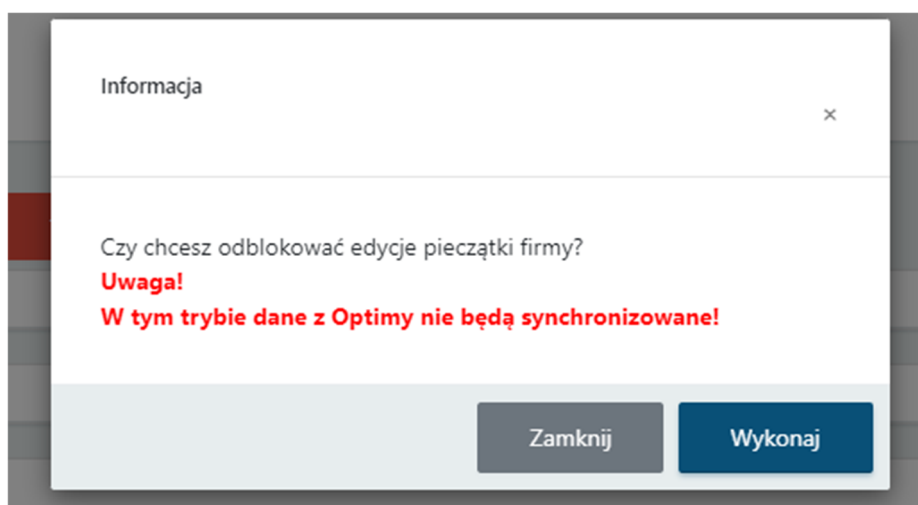 Informacja
×
Czy chcesz odblokować edycje pieczątki firmy?
Uwaga!
W tym trybie dane z Optimy nie będą synchronizowane!
Zamknij
Wykonaj